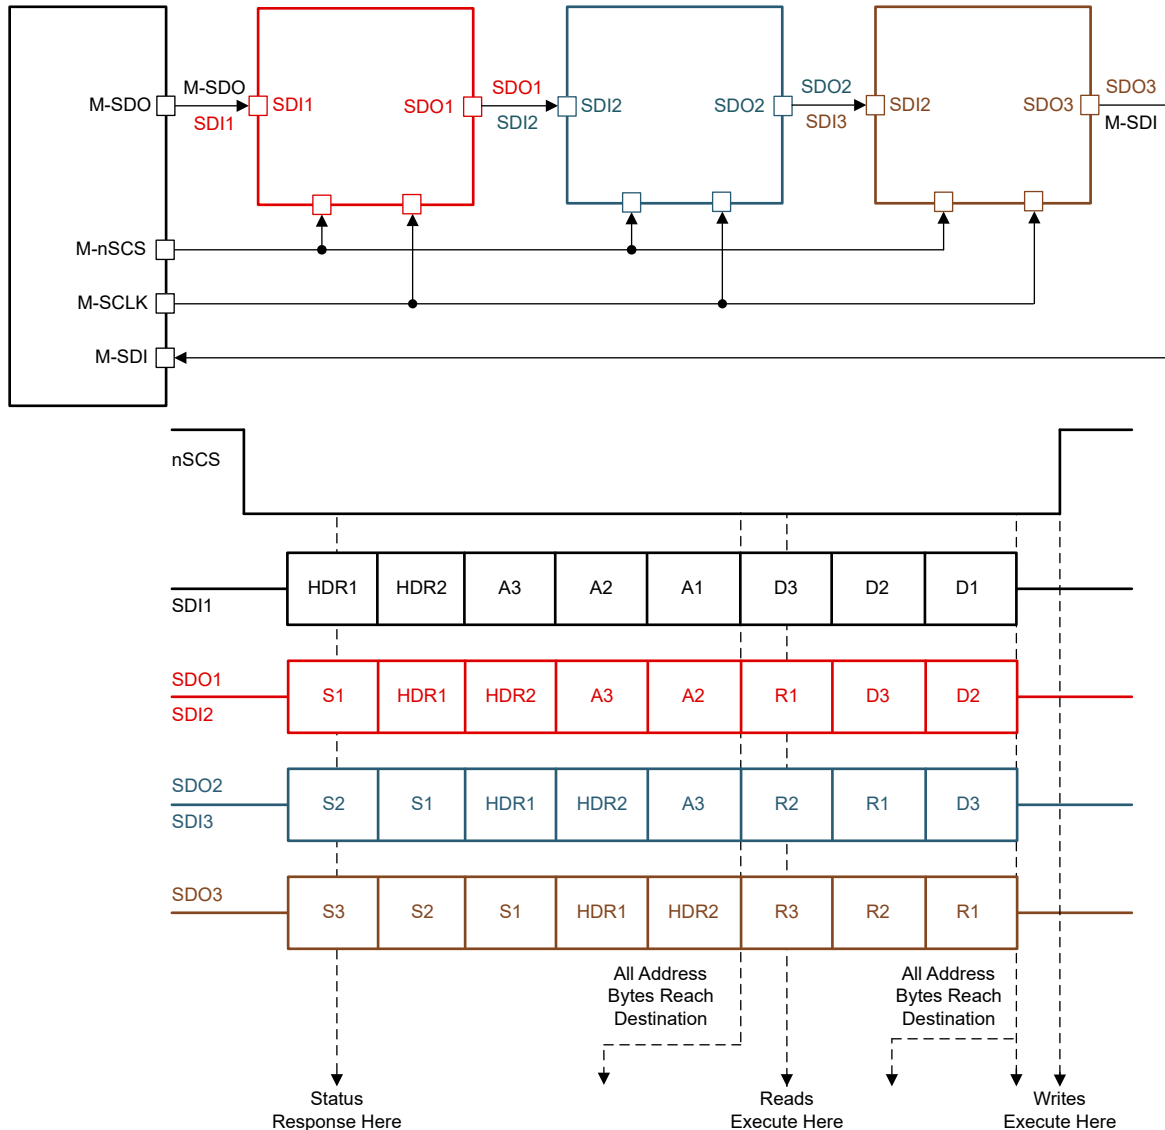 M-SDO
M-SDO
SDI1
SDI1
SDO1
SDO1
SDI2
SDI2
SDO2
SDO2
SDI3
SDI2
SDO3
SDO3
M-SDI
M-nSCS
M-SCLK
M-SDI
nSCS
SDI1
HDR1 HDR2 A3 A2 A1 D3 D2 D1
SDO1
SDI2
S1 HDR1 HDR2 A3 A2 R1 D3 D2
SDO2
SDI3
S2 S1 HDR1 HDR2 A3 R2 R1 D3
SDO3
S3 S2 S1 HDR1 HDR2 R3 R2 R1
All Address
Bytes Reach
Destination
All Address
Bytes Reach
Destination
Status
Response Here
Reads
Execute Here
Writes
Execute Here